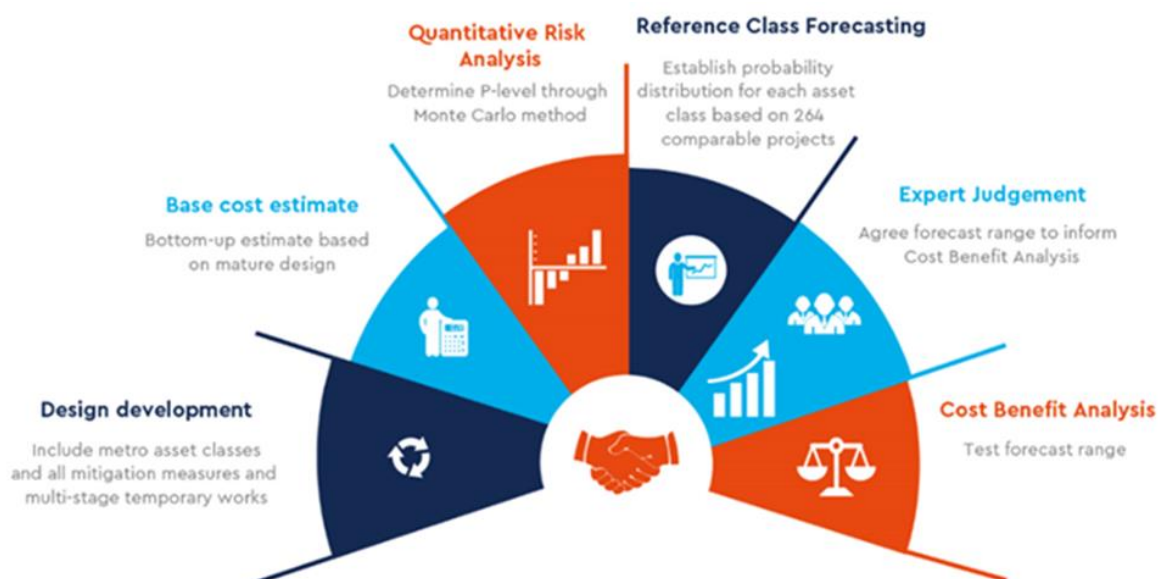 Quantitative Risk
Analysis
Determine P-level through
Monte Carlo method
Reference Class Forecasting
Establish probability
distribution for each asset
class based on 264
comparable projects
Base cost estimate
Bottom-up estimate based
on mature design
Expert Judgement
Agree forecast range to inform
Cost Benefit Analysis
Design development
Include metro asset classes
and all mitigation measures and
multi-stage temporary works
Cost Benefit Analysis
Test forecast range